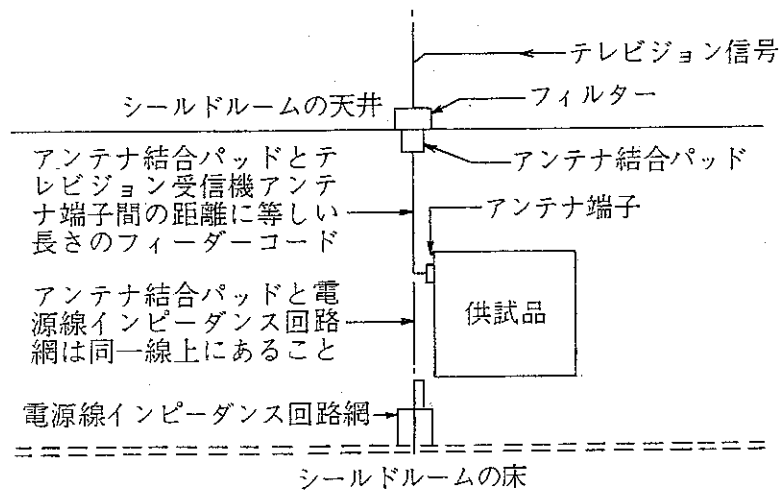 テレビジョン信号
シールドルームの天井
フィルター
アンテナ結合パッドとテ
レビジョン受信機アンテ
ナ端子間の距離に等しい
長さのフィーダーコード
アンテナ結合パッド
アンテナ端子
アンテナ結合パッドと電
源線インピーダンス回路
網は同一線上にあること
供試品
電源線インピーダンス回路網
シールドルームの床